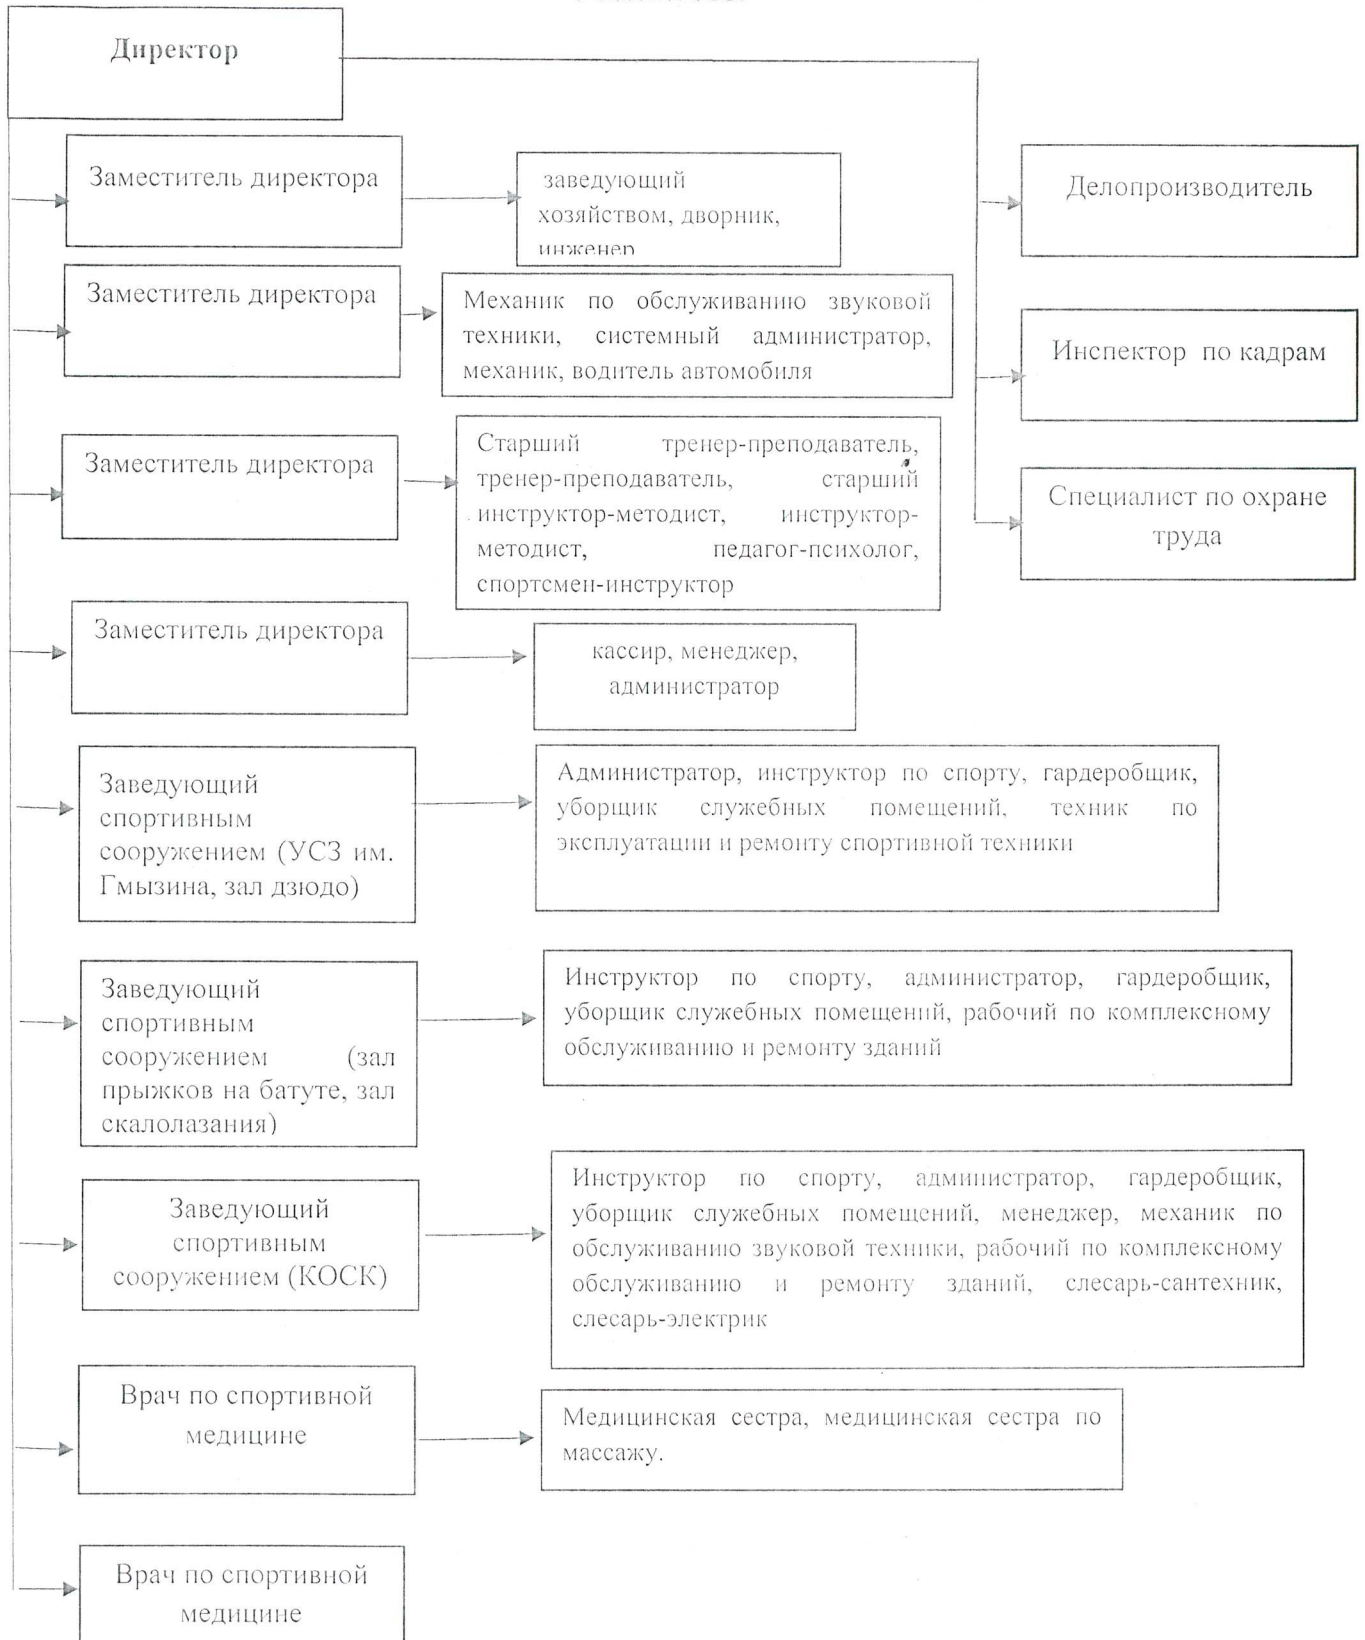 Директор
Заместитель директора
заведующий
хозяйством, дворник,
инженер
Делопроизводитель
Заместитель директора
Механик по обслуживанию звуковой
техники, системный администратор,
механик, водитель автомобиля
Инспектор по кадрам
Заместитель директора
Старший тренер-преподаватель,
тренер-преподаватель, старший
инструктор-методист, инструктор-
методист, педагог-психолог,
спортсмен-инструктор
Специалист по охране
труда
Заместитель директора
кассир, менеджер,
администратор
Заведующий
спортивным
сооружением (УСЗ им.
Гмызина, зал дзюдо)
Администратор, инструктор по спорту, гардеробщик,
уборщик служебных помещений, техник по
эксплуатации и ремонту спортивной техники
Заведующий
спортивным
сооружением (зал
прыжков на батуте, зал
скалолазания)
Инструктор по спорту, администратор, гардеробщик,
уборщик служебных помещений, рабочий по комплексному
обслуживанию и ремонту зданий
Заведующий
спортивным
сооружением (КОСК)
Инструктор по спорту, администратор, гардеробщик,
уборщик служебных помещений, менеджер, механик по
обслуживанию звуковой техники, рабочий по комплексному
обслуживанию и ремонту зданий, слесарь-сантехник,
слесарь-электрик
Врач по спортивной
медицине
Медицинская сестра, медицинская сестра по
массажу.
Врач по спортивной
медицине